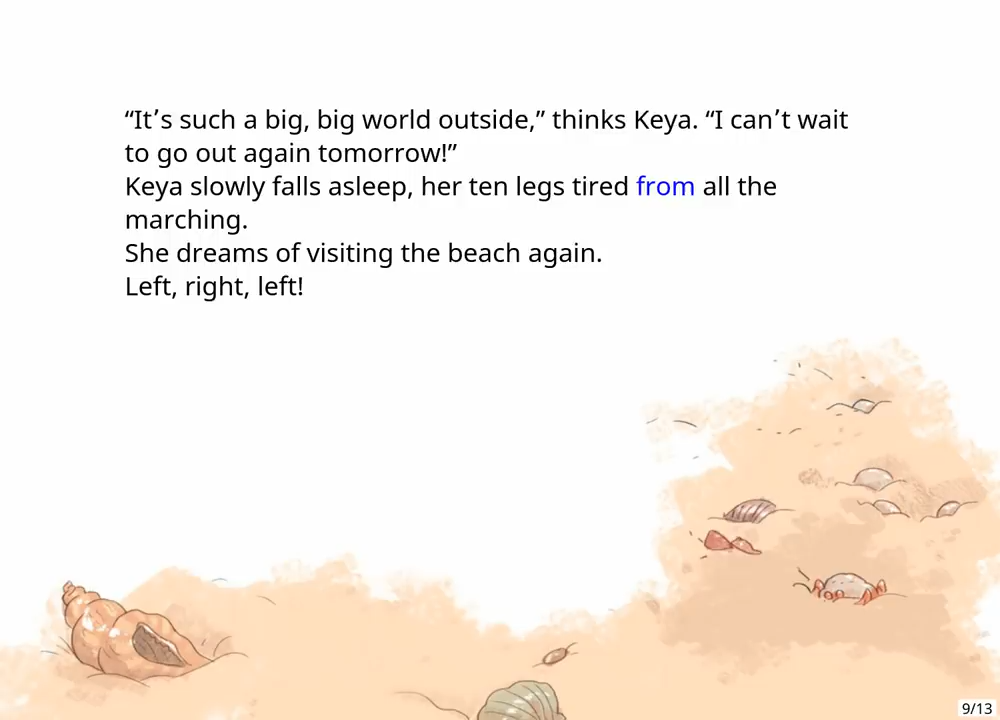 “It’s such a big, big world outside,” thinks Keya. “I can’t wait
to go out again tomorrow!”
Keya slowly falls asleep, her ten legs tired from all the
marching.
She dreams of visiting the beach again.
Left, right, left!
9/13